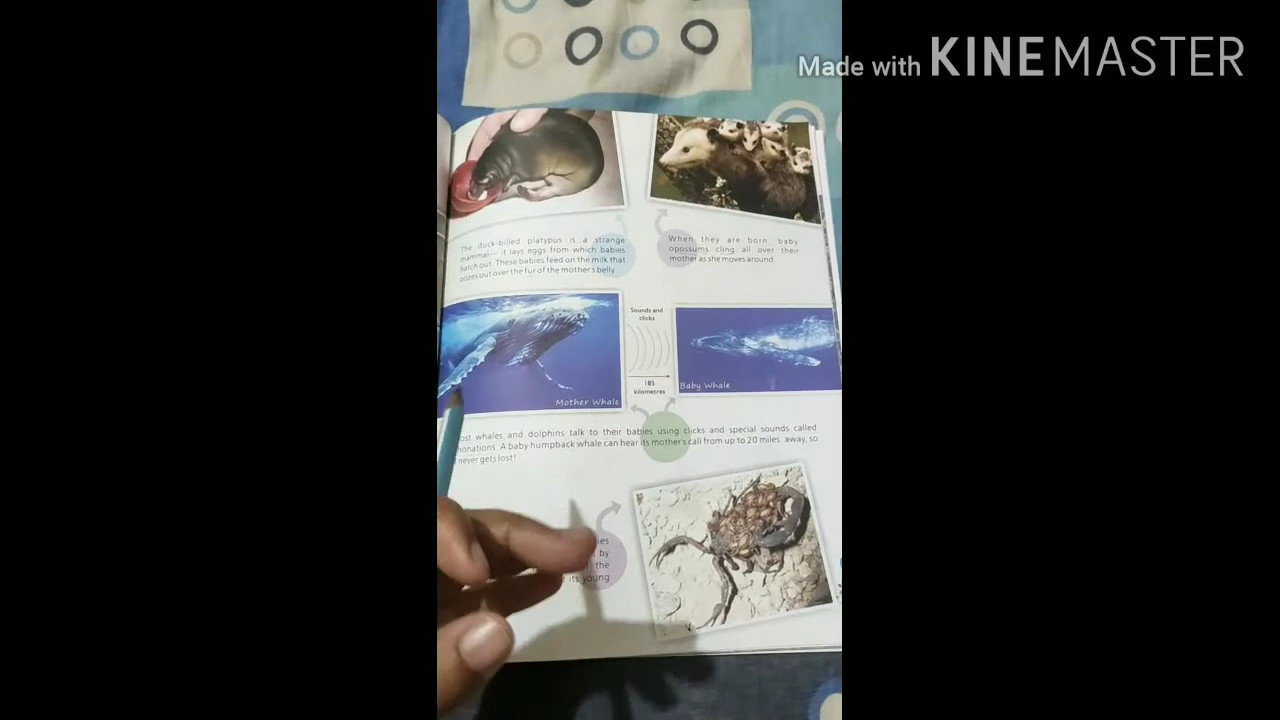 Made with KINEMASTER
The duck-billed platypus is a strange
mammal— it lays eggs from which babies
hatch out. These babies feed on the milk that
oozes out over the fur of the mother's belly.
When they are born, baby
opossums cling all over their
mother as she moves around.
Sounds and
clicks
185
kilometres
Mother Whale
Baby Whale
whales and dolphins talk to their babies using clicks and special sounds called
A baby humpback whale can hear its mother's call from up to 20 miles away, so
never gets lost!
by
the
its young